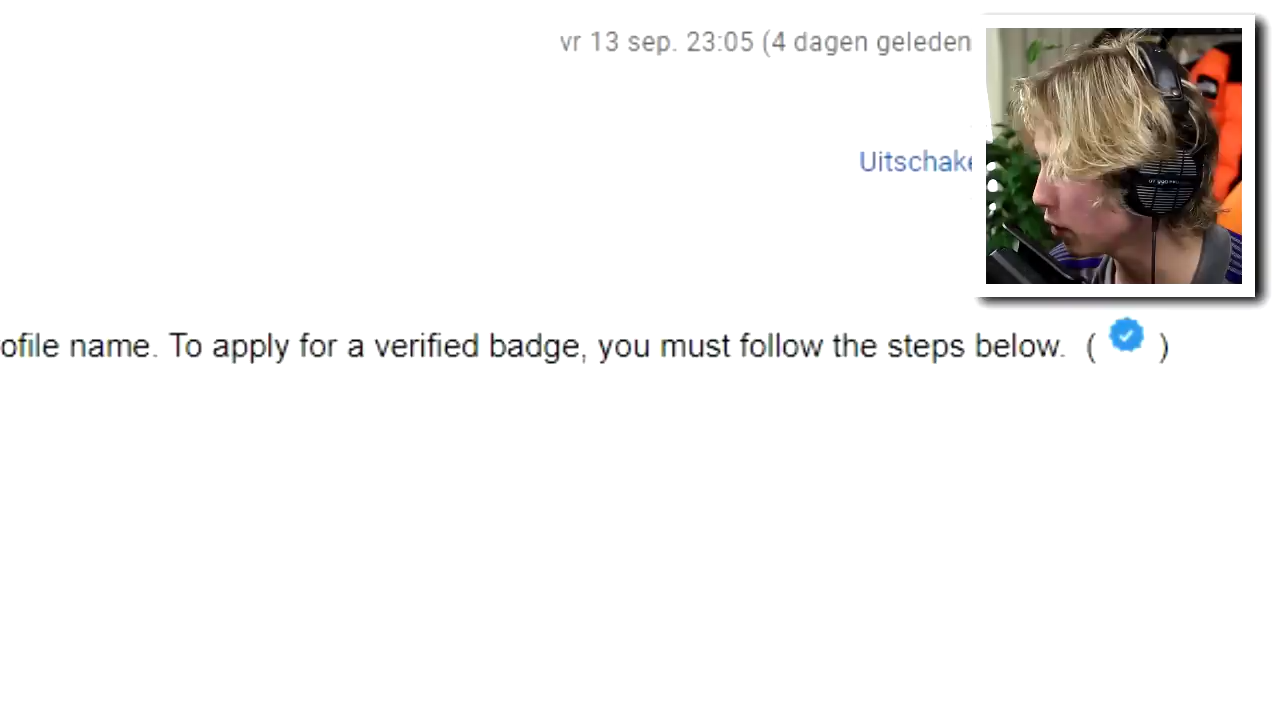 vr 13 sep. 23:05 (4 dagen geleden
Uitschake
ofile name. To apply for a verified badge, you must follow the steps below. ( )